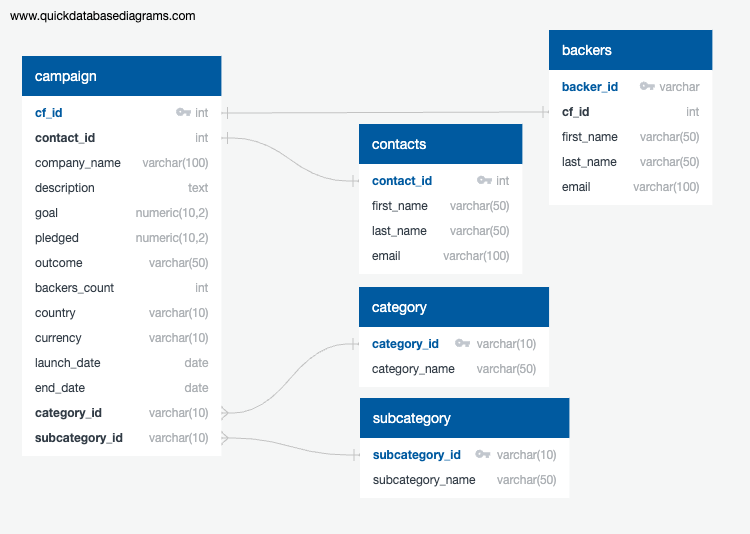 www.quickdatabasediagrams.com
campaign
cf_id int
contact_id int
company_name varchar(100)
description text
goal numeric(10,2)
pledged numeric(10,2)
outcome varchar(50)
backers_count int
country varchar(10)
currency varchar(10)
launch_date date
end_date date
category_id varchar(10)
subcategory_id varchar(10)
contacts
contact_id int
first_name varchar(50)
last_name varchar(50)
email varchar(100)
category
category_id varchar(10)
category_name varchar(50)
subcategory
subcategory_id varchar(10)
subcategory_name varchar(50)
backers
backer_id varchar
cf_id int
first_name varchar(50)
last_name varchar(50)
email varchar(100)